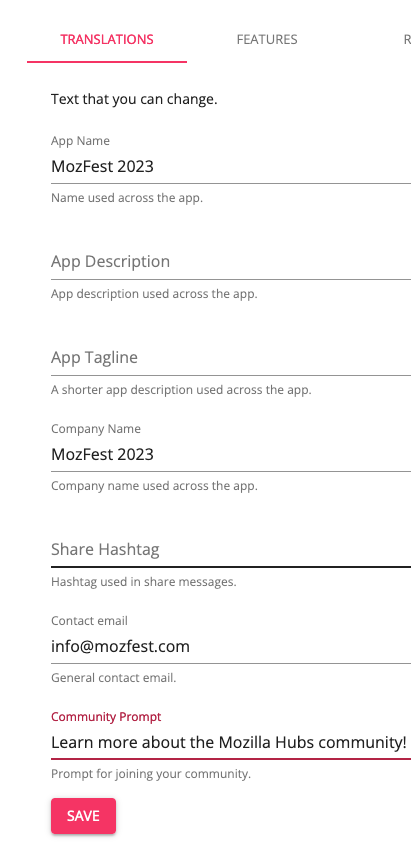 TRANSLATIONS FEATURES R
Text that you can change.
App Name
MozFest 2023
Name used across the app.
App Description
App description used across the app.
App Tagline
A shorter app description used across the app.
Company Name
MozFest 2023
Company name used across the app.
Share Hashtag
Hashtag used in share messages.
Contact email
info@mozfest.com
General contact email.
Community Prompt
Learn more about the Mozilla Hubs community!
Prompt for joining your community.
SAVE